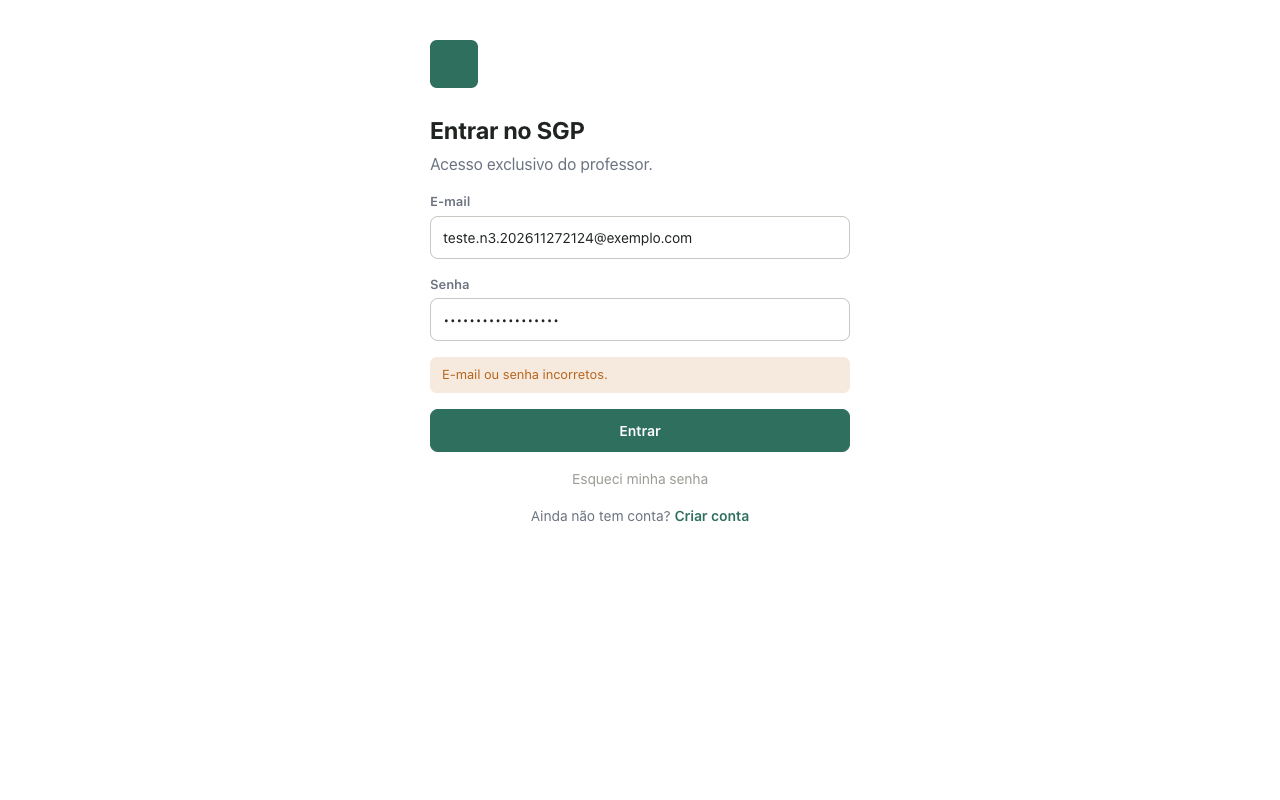 Entrar no SGP
Acesso exclusivo do professor.
E-mail
teste.n3.202611272124@exemplo.com
Senha
••••••••••••••••••
E-mail ou senha incorretos.
Entrar
Esqueci minha senha
Ainda não tem conta? Criar conta